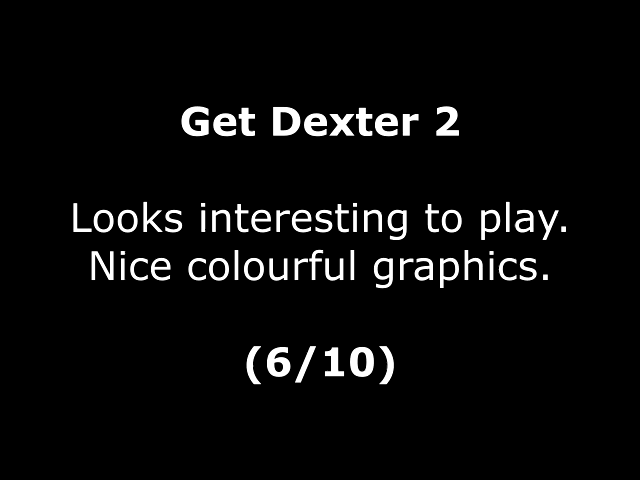 Get Dexter 2
Looks interesting to play.
Nice colourful graphics.
(6/10)